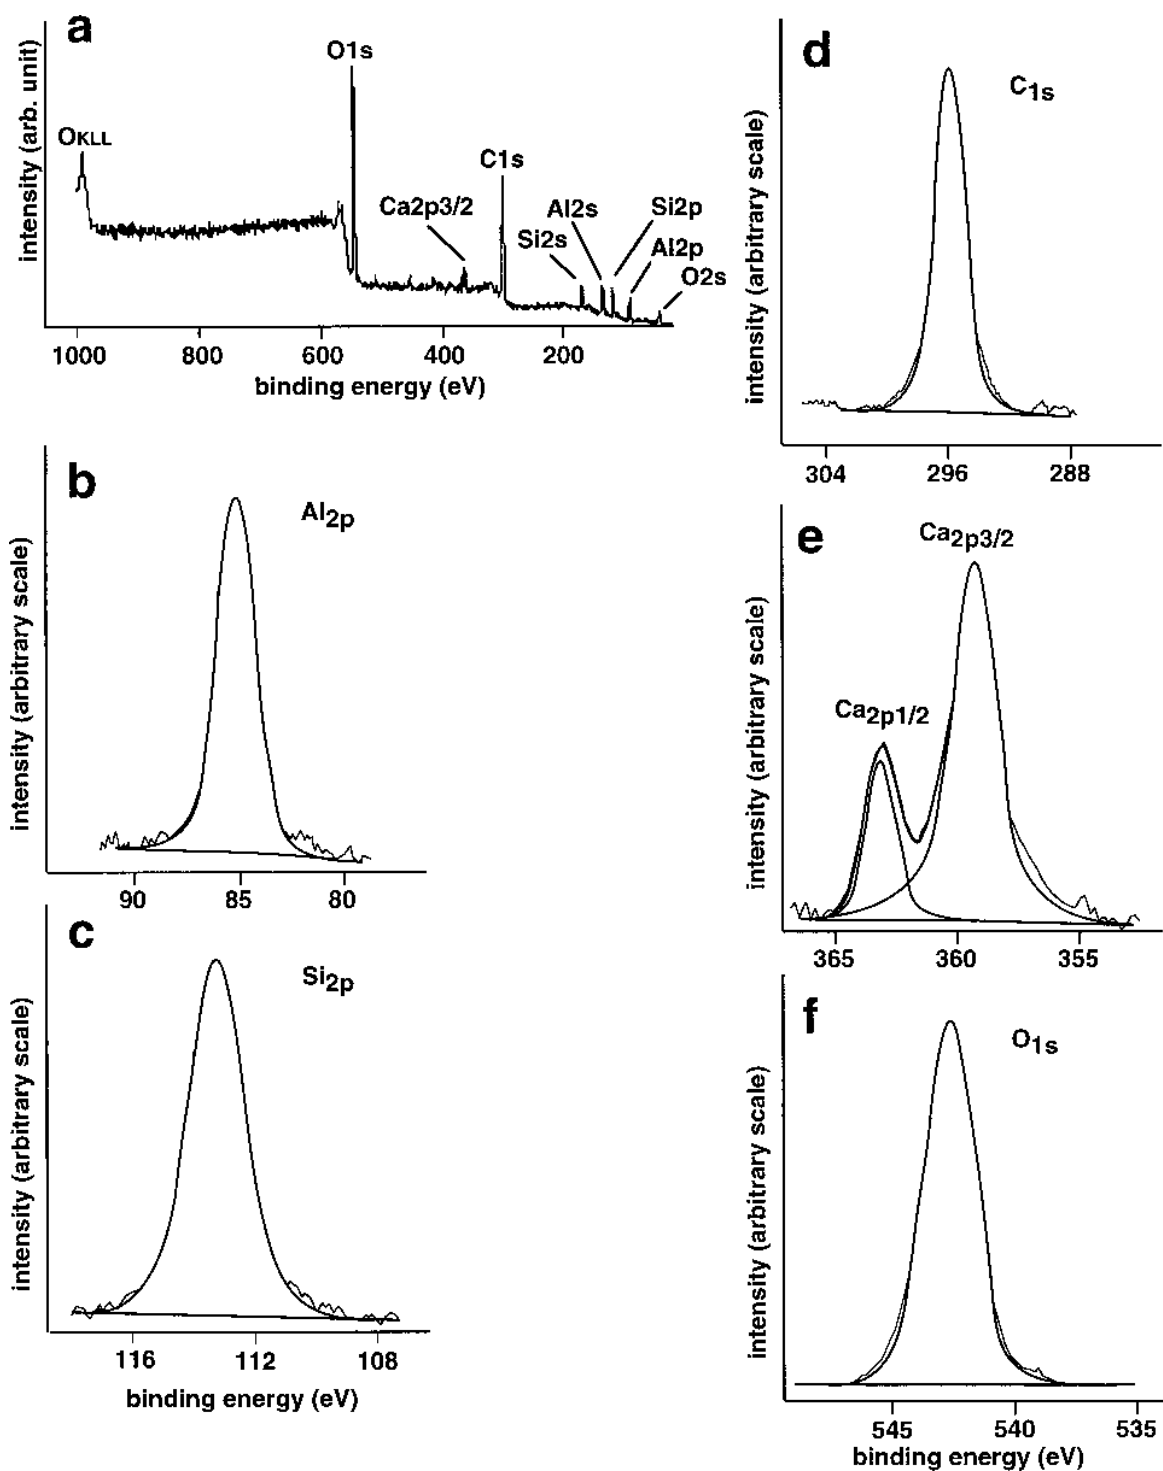 a
intensity (arb. unit)
OKLL
O1s
Ca2p3/2
C1s
Si2s
Al2s
Si2p
Al2p
O2s
1000 800 600 400 200
binding energy (eV)
b
intensity (arbitrary scale)
Al2p
90 85 80
c
intensity (arbitrary scale)
Si2p
116 112 108
binding energy (eV)
d
intensity (arbitrary scale)
C1s
304 296 288
e
intensity (arbitrary scale)
Ca2p3/2
Ca2p1/2
365 360 355
f
intensity (arbitrary scale)
O1s
545 540 535
binding energy (eV)